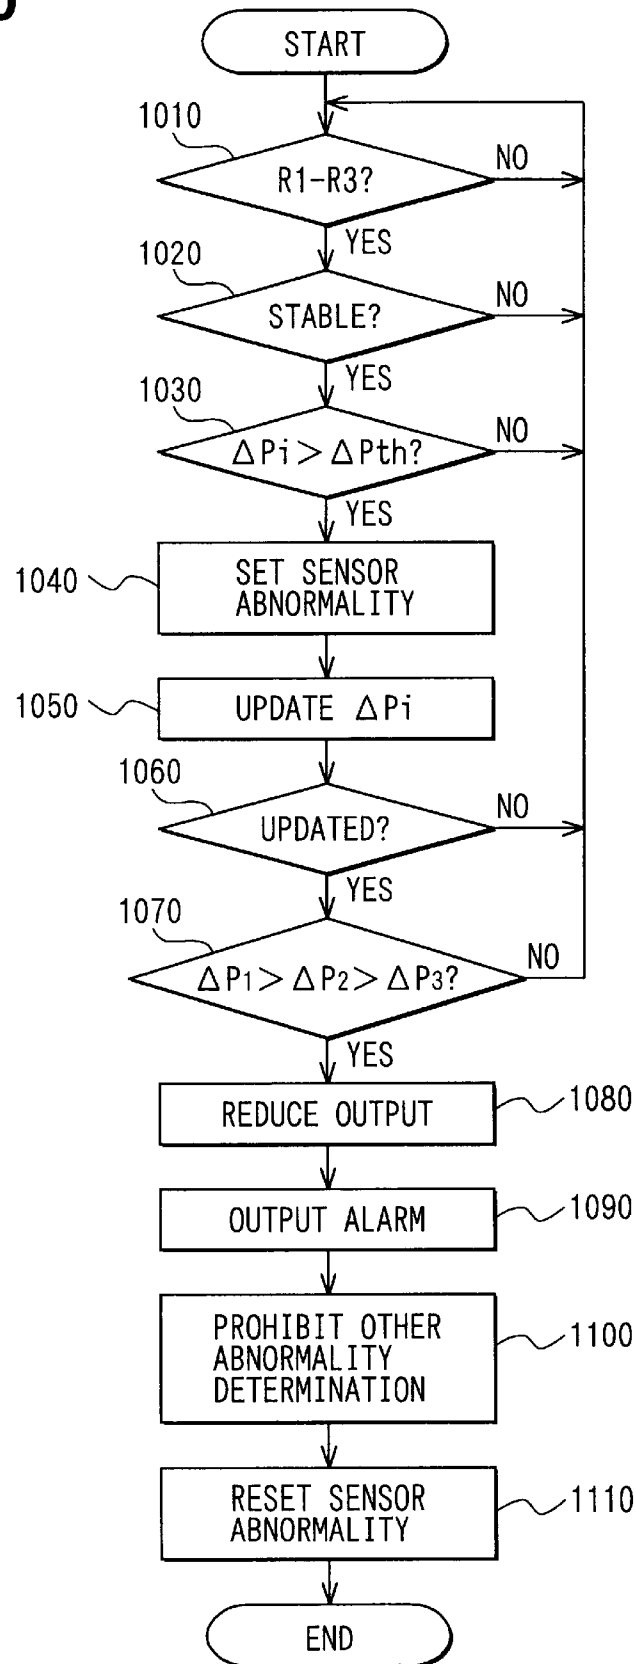 START
1010
R1-R3?
NO
YES
1020
STABLE?
NO
YES
1030
ΔPi>ΔPth?
NO
YES
1040
SET SENSOR
ABNORMALITY
1050
UPDATE ΔPi
1060
UPDATED?
NO
YES
1070
ΔP1>ΔP2>ΔP3?
NO
YES
REDUCE OUTPUT
1080
OUTPUT ALARM
1090
PROHIBIT OTHER
ABNORMALITY
DETERMINATION
1100
RESET SENSOR
ABNORMALITY
1110
END